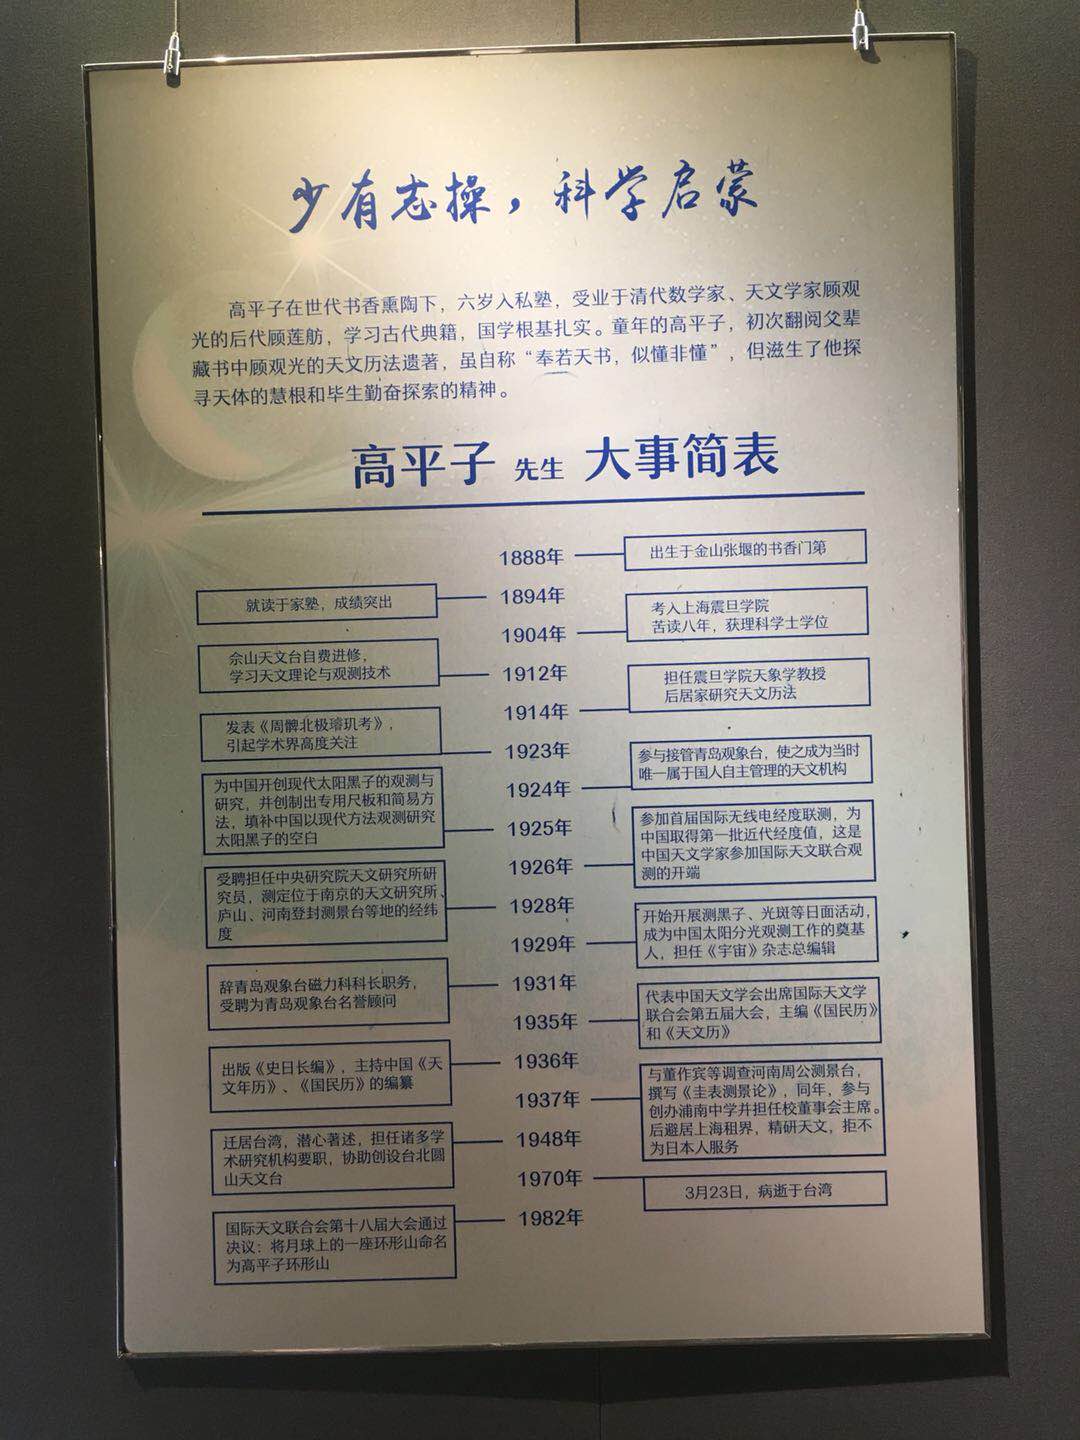 少有志操，科学启蒙
高平子在世代书香熏陶下，六岁入私塾，受业于清代数学家、天文学家顾观
光的后代顾莲舫，学习古代典籍，国学根基扎实。童年的高平子，初次翻阅父辈
藏书中顾观光的天文历法遗著，虽自称“奉若天书，似懂非懂”，但滋生了他探
寻天体的慧根和毕生勤奋探索的精神。
高平子 先生 大事简表
1888年
出生于金山张堰的书香门第
1894年
就读于家塾，成绩突出
1904年
考入上海震旦学院
苦读八年，获理科学士学位
1912年
佘山天文台自费进修，
学习天文理论与观测技术
1914年
担任震旦学院天象学教授
后居家研究天文历法
1923年
发表《周髀北极璿玑考》，
引起学术界高度关注
1924年
参与接管青岛观象台，使之成为当时
唯一属于国人自主管理的天文机构
1925年
为中国开创现代太阳黑子的观测与
研究，并创制出专用尺板和简易方
法，填补中国以现代方法观测研究
太阳黑子的空白
1926年
参加首届国际无线电经度联测，为
中国取得第一批近代经度值，这是
中国天文学家参加国际天文联合观
测的开端
1928年
受聘担任中央研究院天文研究所研
究员，测定位于南京的天文研究所、
庐山、河南登封测景台等地的经纬
度
1929年
开始开展测黑子、光斑等日面活动，
成为中国太阳分光观测工作的奠基
人，担任《宇宙》杂志总编辑
1931年
辞青岛观象台磁力科科长职务，
受聘为青岛观象台名誉顾问
1935年
代表中国天文学会出席国际天文学
联合会第五届大会，主编《国民历》
和《天文历》
1936年
出版《史日长编》，主持中国《天
文年历》、《国民历》的编纂
1937年
与董作宾等调查河南周公测景台，
撰写《圭表测景论》，同年，参与
创办浦南中学并担任校董事会主席。
后避居上海租界，精研天文，拒不
为日本人服务
1948年
迁居台湾，潜心著述，担任诸多学
术研究机构要职，协助创设台北圆
山天文台
1970年
3月23日，病逝于台湾
1982年
国际天文联合会第十八届大会通过
决议：将月球上的一座环形山命名
为高平子环形山